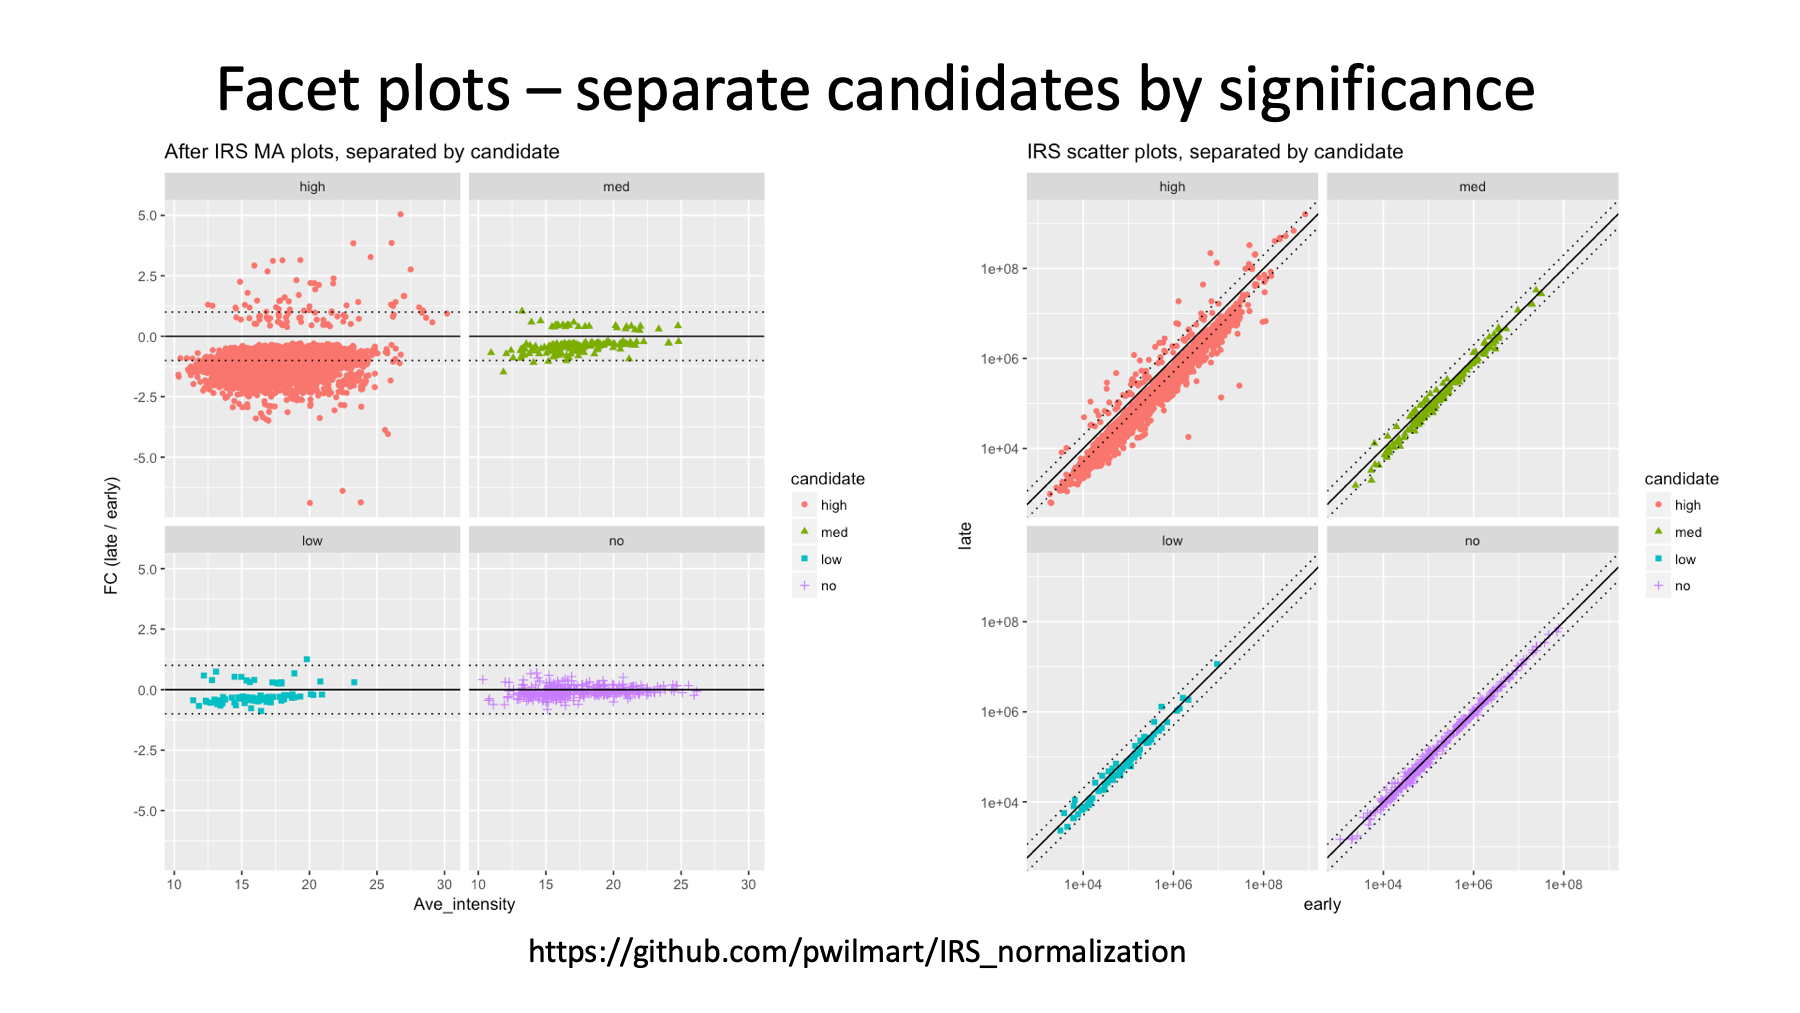 Facet plots – separate candidates by significance
After IRS MA plots, separated by candidate
high
med
5.0
2.5
0.0
-2.5
-5.0
low
no
5.0
2.5
0.0
-2.5
-5.0
10 15 20 25 30
10 15 20 25 30
FC (late / early)
Ave_intensity
candidate
high
med
low
no
IRS scatter plots, separated by candidate
high
med
1e+08
1e+06
1e+04
low
no
1e+08
1e+06
1e+04
1e+04 1e+06 1e+08
1e+04 1e+06 1e+08
late
early
candidate
high
med
low
no
https://github.com/pwilmart/IRS_normalization